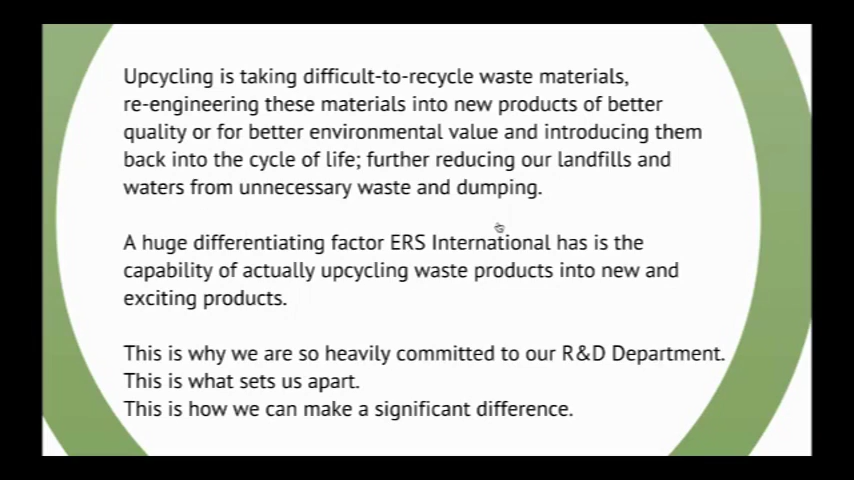 Upcycling is taking difficult-to-recycle waste materials,
re-engineering these materials into new products of better
quality or for better environmental value and introducing them
back into the cycle of life; further reducing our landfills and
waters from unnecessary waste and dumping.
A huge differentiating factor ERS International has is the
capability of actually upcycling waste products into new and
exciting products.
This is why we are so heavily committed to our R&D Department.
This is what sets us apart.
This is how we can make a significant difference.